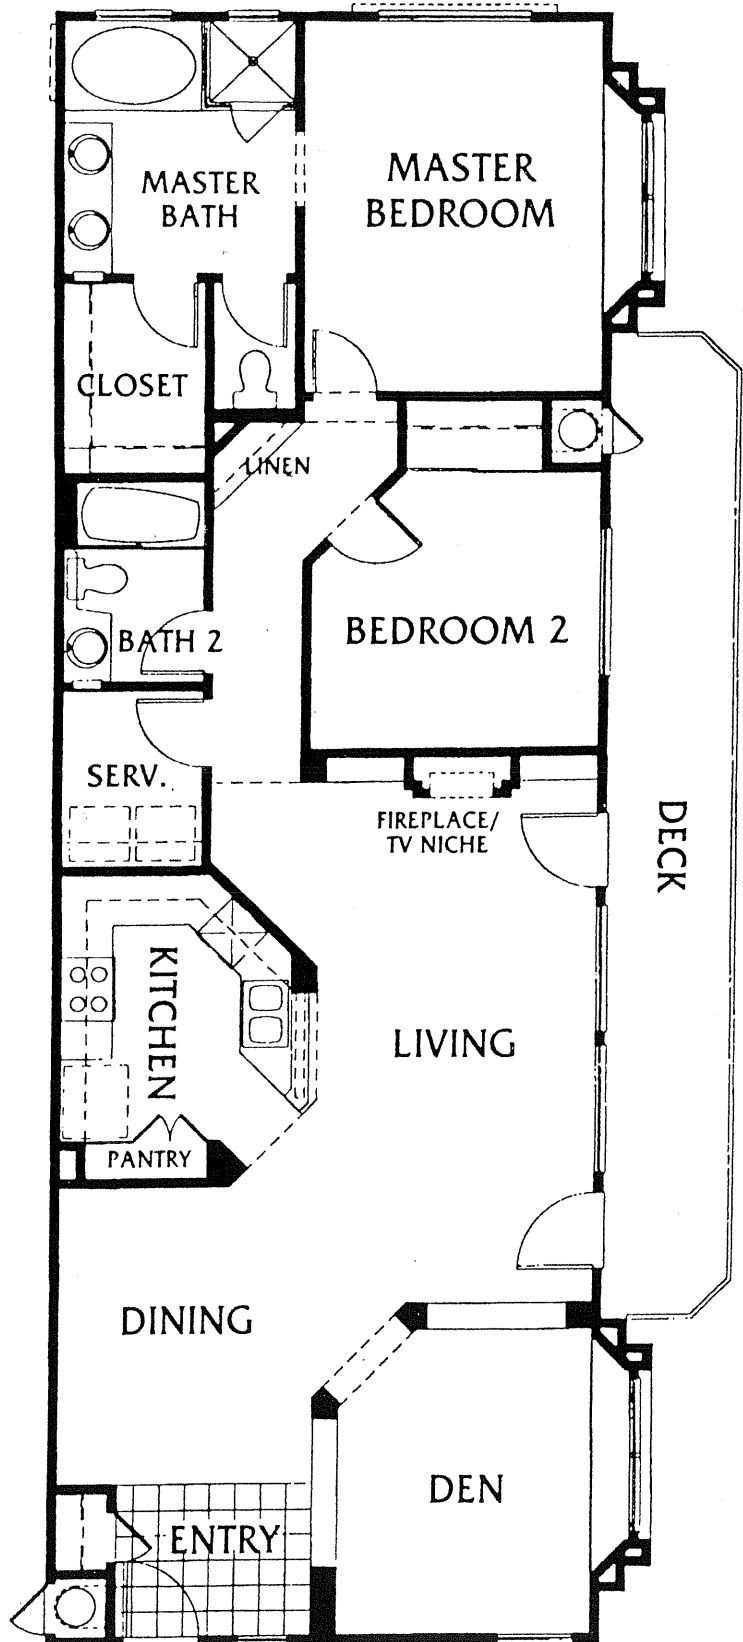 MASTER
BATH
MASTER
BEDROOM
CLOSET
LINEN
BATH 2
BEDROOM 2
SERV.
FIREPLACE/
TV NICHE
DECK
KITCHEN
LIVING
PANTRY
DINING
DEN
ENTRY